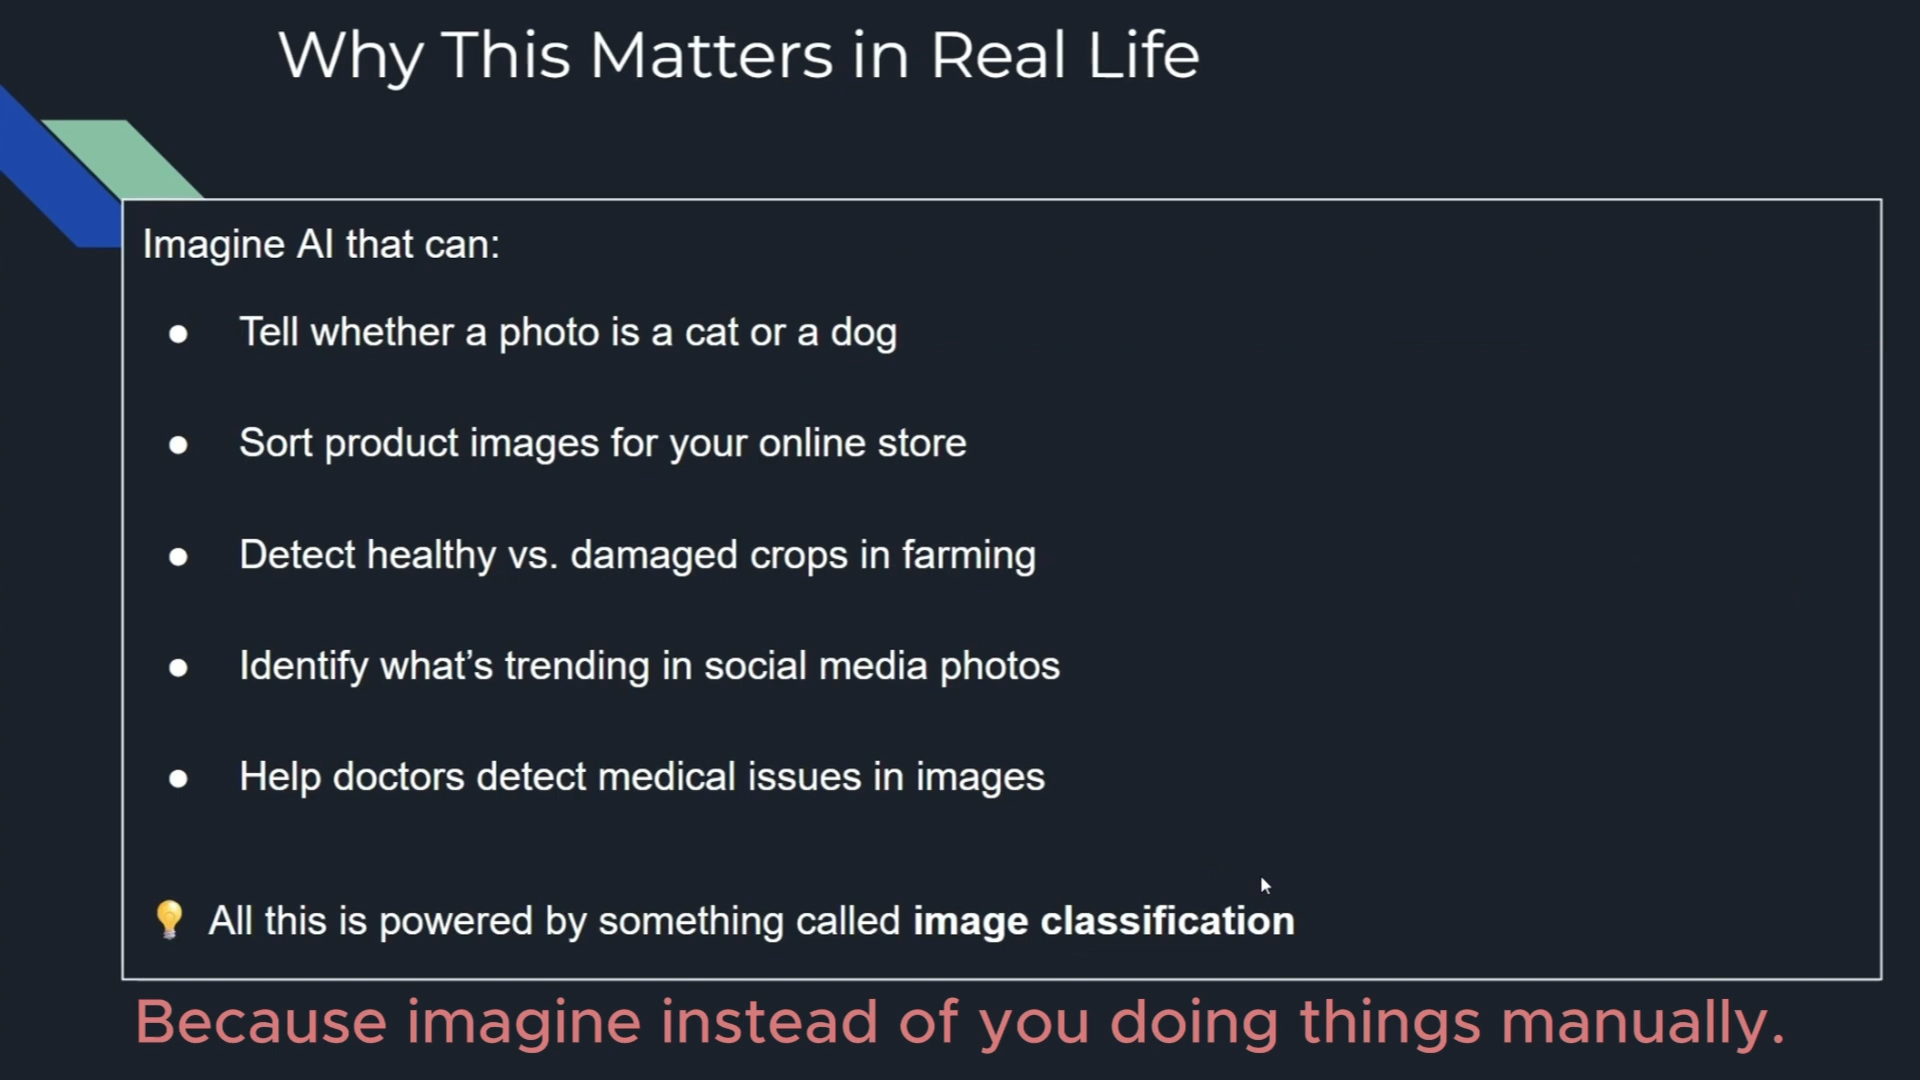 Why This Matters in Real Life
Imagine AI that can:
● Tell whether a photo is a cat or a dog
● Sort product images for your online store
● Detect healthy vs. damaged crops in farming
● Identify what’s trending in social media photos
● Help doctors detect medical issues in images
💡 All this is powered by something called image classification
Because imagine instead of you doing things manually.